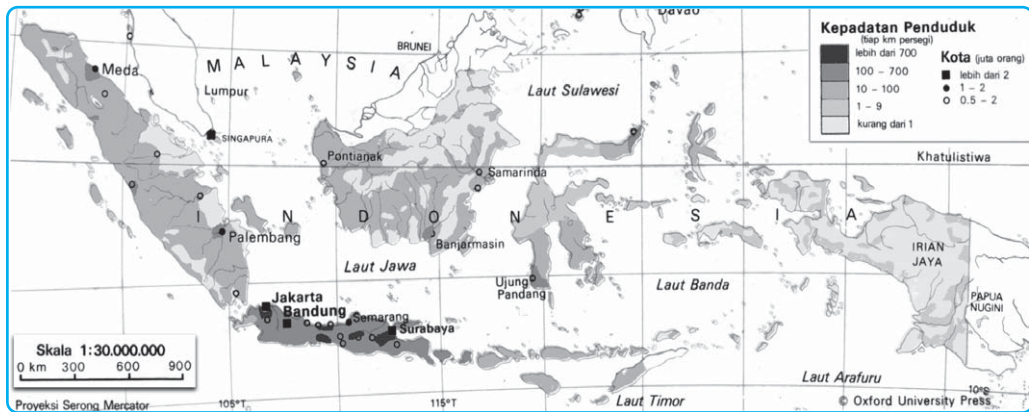 Davao
BRUNEI
MALAYSIA
Meda
Lumpur
Laut Sulawesi
SINGAPURA
Kepadatan Penduduk
(tiap km persegi)
lebih dari 700
100 – 700
10 – 100
1 – 9
kurang dari 1
Kota (juta orang)
lebih dari 2
1 – 2
0.5 – 2
Khatulistiwa
Pontianak
Samarinda
INDONESIA
Palembang
Banjarmasin
IRIAN
JAYA
Laut Jawa
Ujung
Pandang
Laut Banda
PAPUA
NUGINI
Jakarta
Bandung
Semarang
Surabaya
Skala 1:30.000.000
0 km 300 600 900
Laut Arafuru
10°S
Proyeksi Serong Mercator
105°T
115°T
Laut Timor
© Oxford University Press